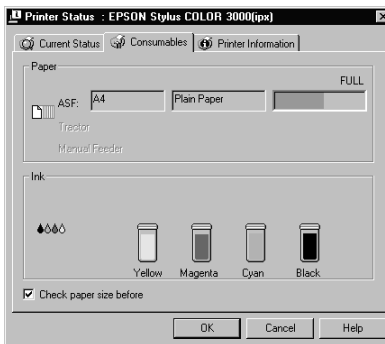 Printer Status : EPSON Stylus COLOR 3000(ipx)
Current Status Consumables Printer Information
Paper
FULL
ASF: A4 Plain Paper
Tractor
Manual Feeder
Ink
Yellow Magenta Cyan Black
Check paper size before
OK Cancel Help